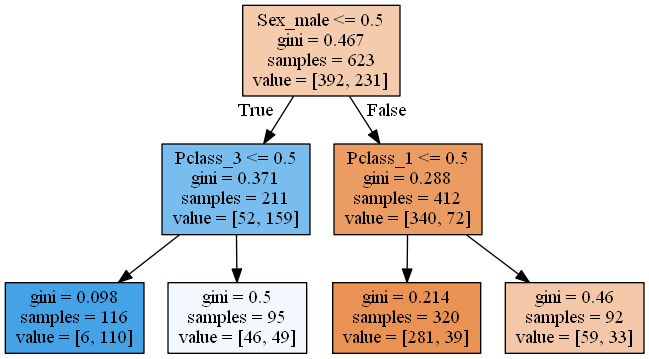 Sex_male <= 0.5
gini = 0.467
samples = 623
value = [392, 231]
True
False
Pclass_3 <= 0.5
gini = 0.371
samples = 211
value = [52, 159]
Pclass_1 <= 0.5
gini = 0.288
samples = 412
value = [340, 72]
gini = 0.098
samples = 116
value = [6, 110]
gini = 0.5
samples = 95
value = [46, 49]
gini = 0.214
samples = 320
value = [281, 39]
gini = 0.46
samples = 92
value = [59, 33]